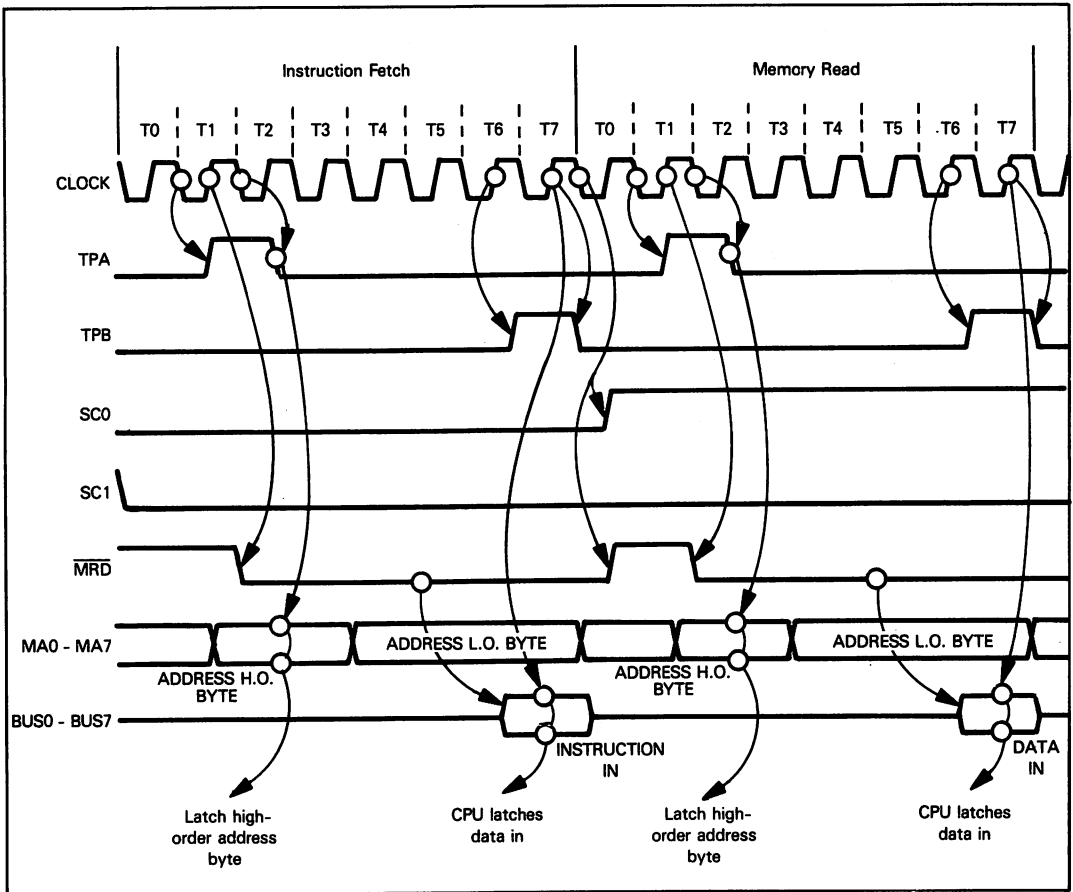 Instruction Fetch
Memory Read
T0 T1 T2 T3 T4 T5 T6 T7 T0 T1 T2 T3 T4 T5 .T6 T7
CLOCK
TPA
TPB
SC0
SC1
MRD
MA0 - MA7
ADDRESS L.O. BYTE
ADDRESS L.O. BYTE
ADDRESS H.O.
BYTE
ADDRESS H.O.
BYTE
BUS0 - BUS7
INSTRUCTION
IN
DATA
IN
Latch high-
order address
byte
CPU latches
data in
Latch high-
order address
byte
CPU latches
data in